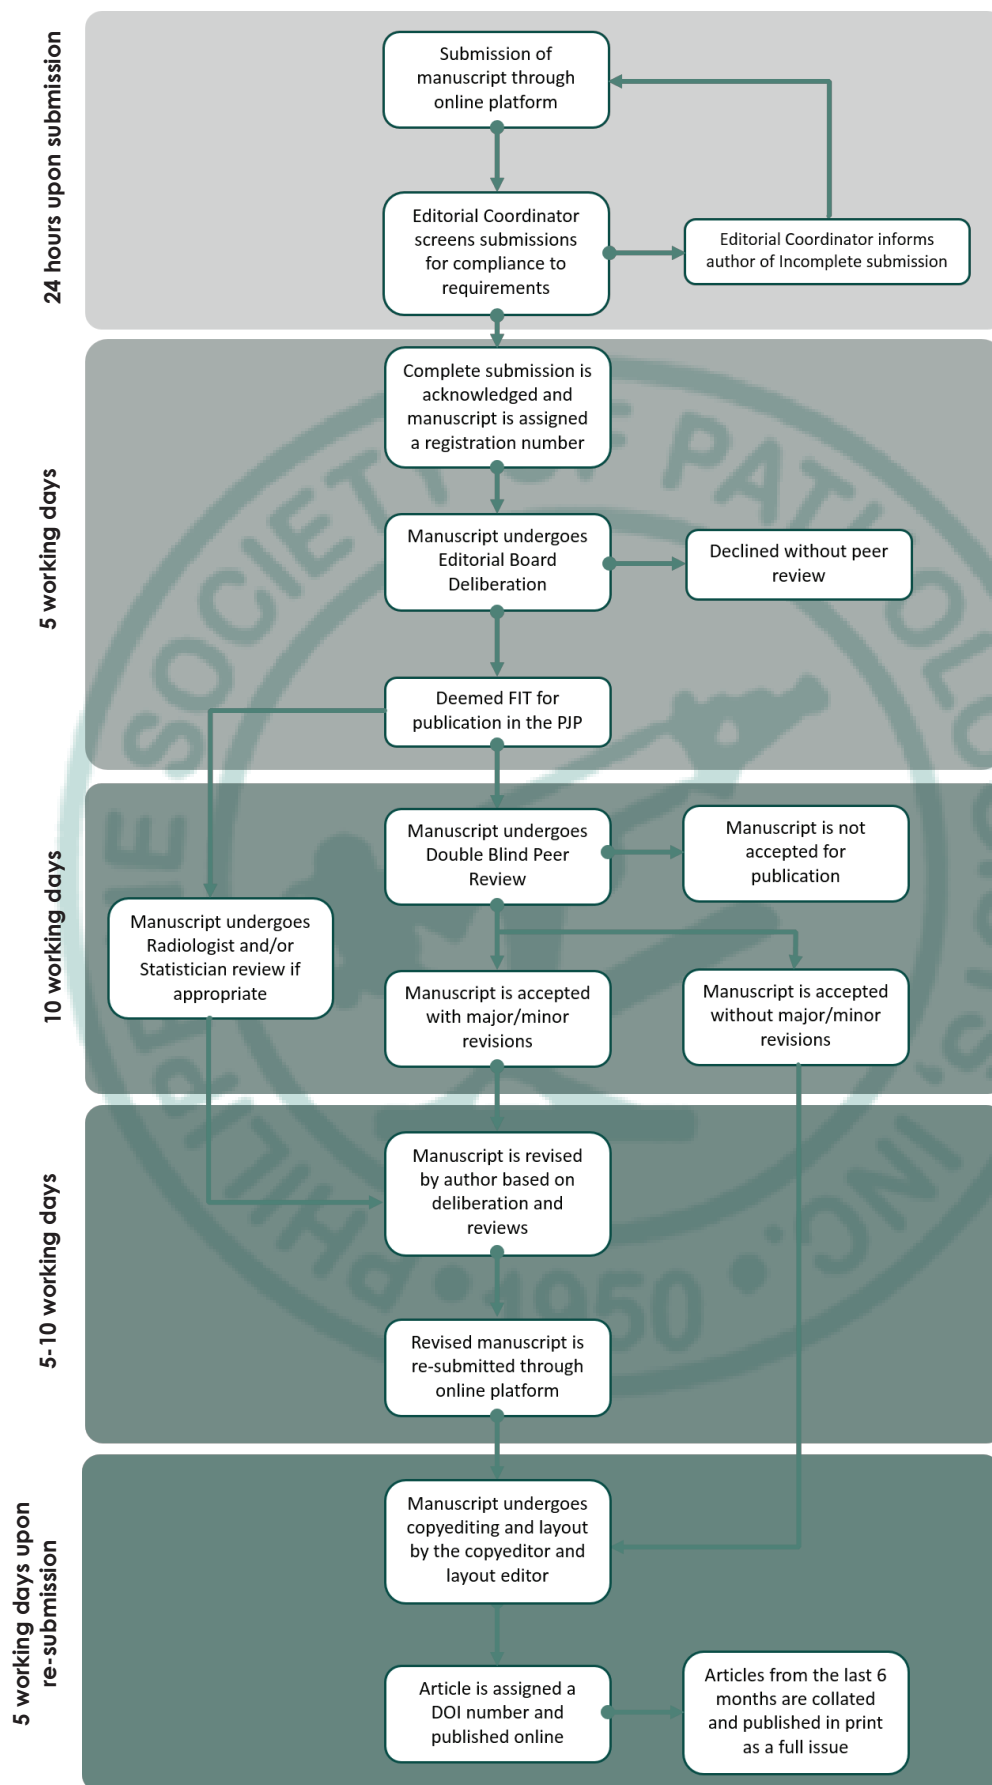 24 hours upon submission
Submission of
manuscript through
online platform
Editorial Coordinator
screens submissions
for compliance to
requirements
Editorial Coordinator informs
author of Incomplete submission
5 working days
Complete submission is
acknowledged and
manuscript is assigned
a registration number
Manuscript undergoes
Editorial Board
Deliberation
Declined without peer
review
Deemed FIT for
publication in the PJP
10 working days
Manuscript undergoes
Double Blind Peer
Review
Manuscript is not
accepted for
publication
Manuscript undergoes
Radiologist and/or
Statistician review if
appropriate
Manuscript is accepted
with major/minor
revisions
Manuscript is accepted
without major/minor
revisions
5-10 working days
Manuscript is revised
by author based on
deliberation and
reviews
Revised manuscript is
re-submitted through
online platform
5 working days upon
re-submission
Manuscript undergoes
copyediting and layout
by the copyeditor and
layout editor
Article is assigned a
DOI number and
published online
Articles from the last 6
months are collated
and published in print
as a full issue
PHILIPPINE SOCIETY OF PATHOLOGISTS, INC.
1950